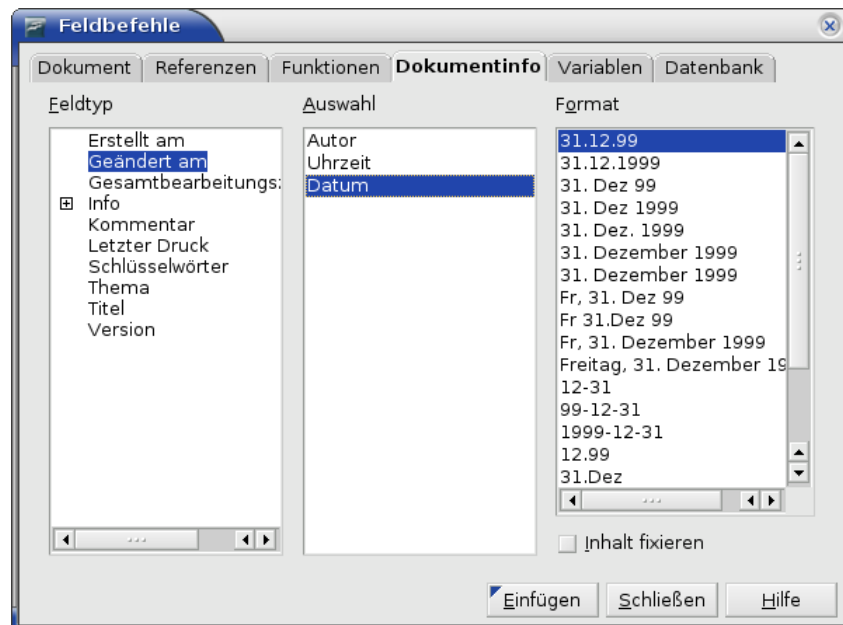 Feldbefehle
Dokument Referenzen Funktionen Dokumentinfo Variablen Datenbank
Feldtyp
Erstellt am
Geändert am
Gesamtbearbeitungsz
Info
Kommentar
Letzter Druck
Schlüsselwörter
Thema
Titel
Version
Auswahl
Autor
Uhrzeit
Datum
Format
31.12.99
31.12.1999
31. Dez 99
31. Dez 1999
31. Dez. 1999
31. Dezember 1999
31. Dezember 1999
Fr, 31. Dez 99
Fr 31.Dez 99
Fr, 31. Dezember 1999
Freitag, 31. Dezember 19
12-31
99-12-31
1999-12-31
12.99
31.Dez
Inhalt fixieren
Einfügen Schließen Hilfe